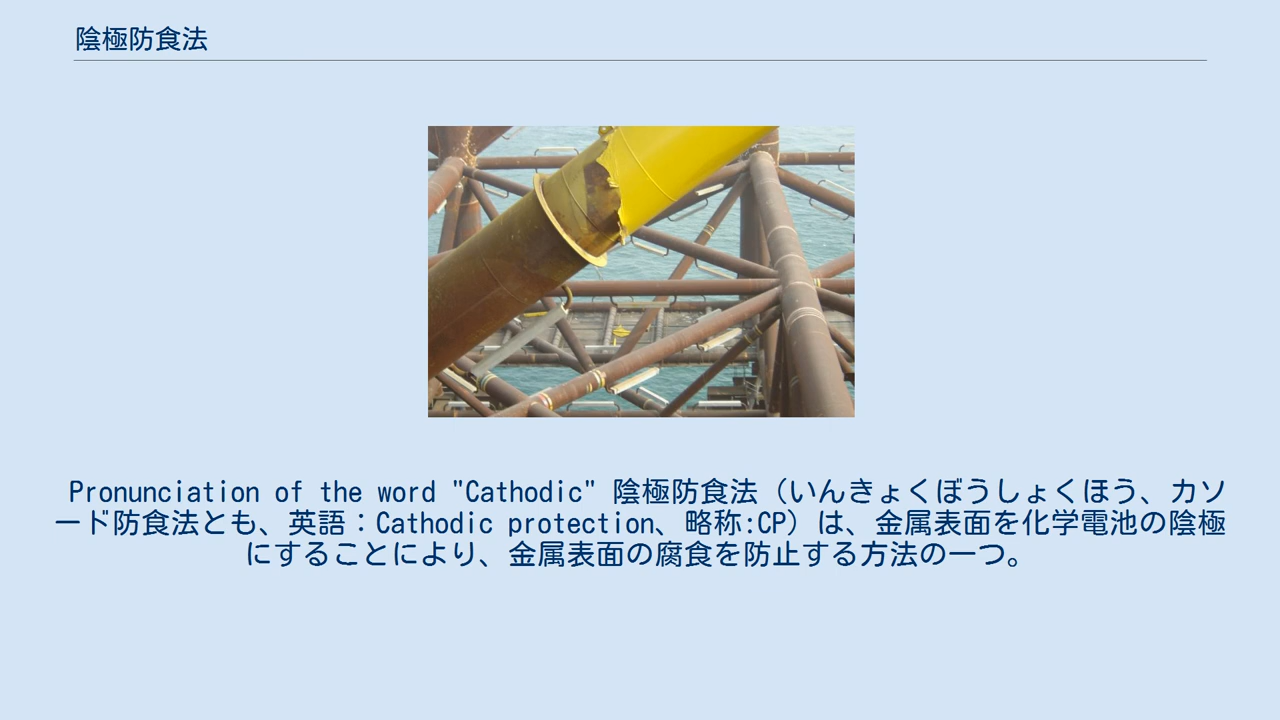 陰極防食法
Pronunciation of the word "Cathodic" 陰極防食法（いんきょくぼうしょくほう、カソ
ード防食法とも、英語：Cathodic protection、略称:CP）は、金属表面を化学電池の陰極
にすることにより、金属表面の腐食を防止する方法の一つ。